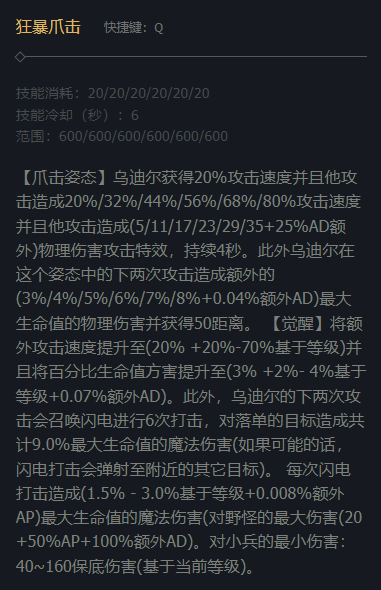 狂暴爪击 快捷键：Q
技能消耗：20/20/20/20/20/20
技能冷却（秒）：6
范围：600/600/600/600/600/600
【爪击姿态】乌迪尔获得20%攻击速度并且他攻
击造成20%/32%/44%/56%/68%/80%攻击速度
并且他攻击造成(5/11/17/23/29/35+25%AD额
外)物理伤害攻击特效，持续4秒。此外乌迪尔在
这个姿态中的下两次攻击造成额外的
(3%/4%/5%/6%/7%/8%+0.04%额外AD)最大
生命值的物理伤害并获得50距离。 【觉醒】将额
外攻击速度提升至(20% +20%-70%基于等级)并
且将百分比生命值方害提升至(3% +2%- 4%基于
等级+0.07%额外AD)。此外，乌迪尔的下两次攻
击会召唤闪电进行6次打击，对落单的目标造成共
计9.0%最大生命值的魔法伤害(如果可能的话，
闪电打击会弹射至附近的其它目标)。 每次闪电
打击造成(1.5% - 3.0%基于等级+0.008%额外
AP)最大生命值的魔法伤害(对野怪的最大伤害(20
+50%AP+100%额外AD)。对小兵的最小伤害：
40~160保底伤害(基于当前等级)。